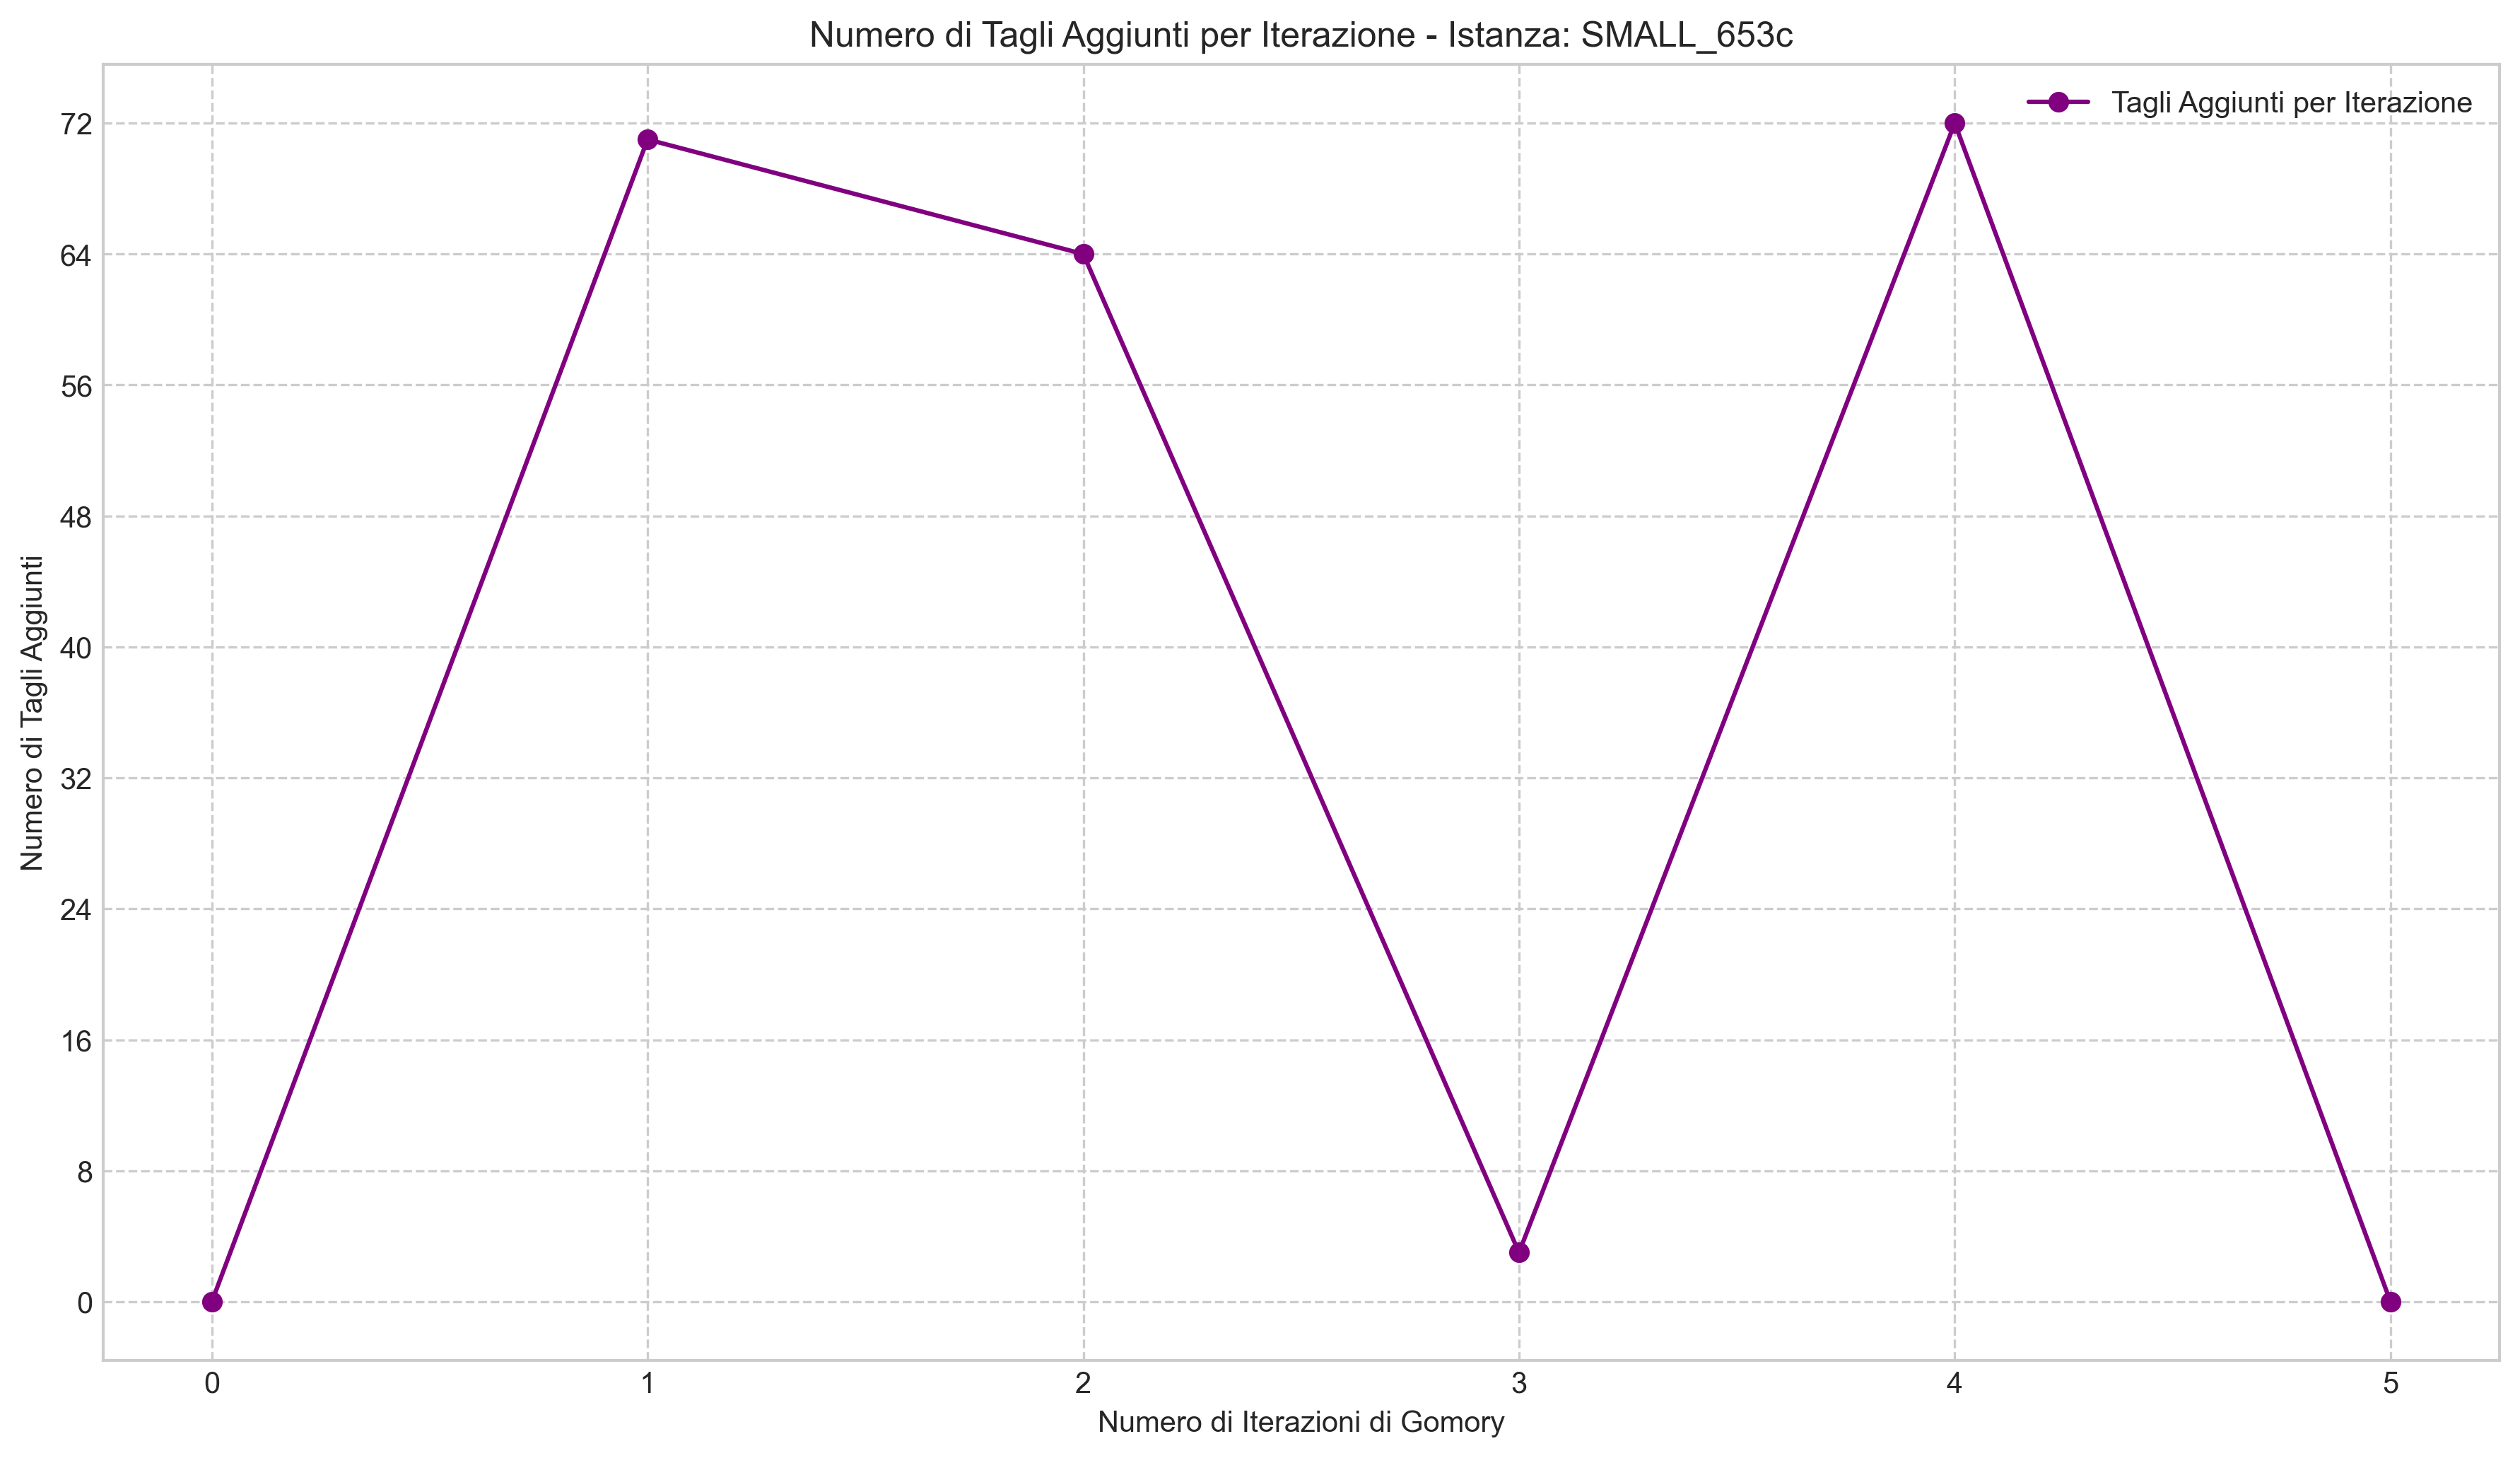 Numero di Tagli Aggiunti per Iterazione - Istanza: SMALL_653c
Tagli Aggiunti per Iterazione
Numero di Tagli Aggiunti
72
64
56
48
40
32
24
16
8
0
0 1 2 3 4 5
Numero di Iterazioni di Gomory